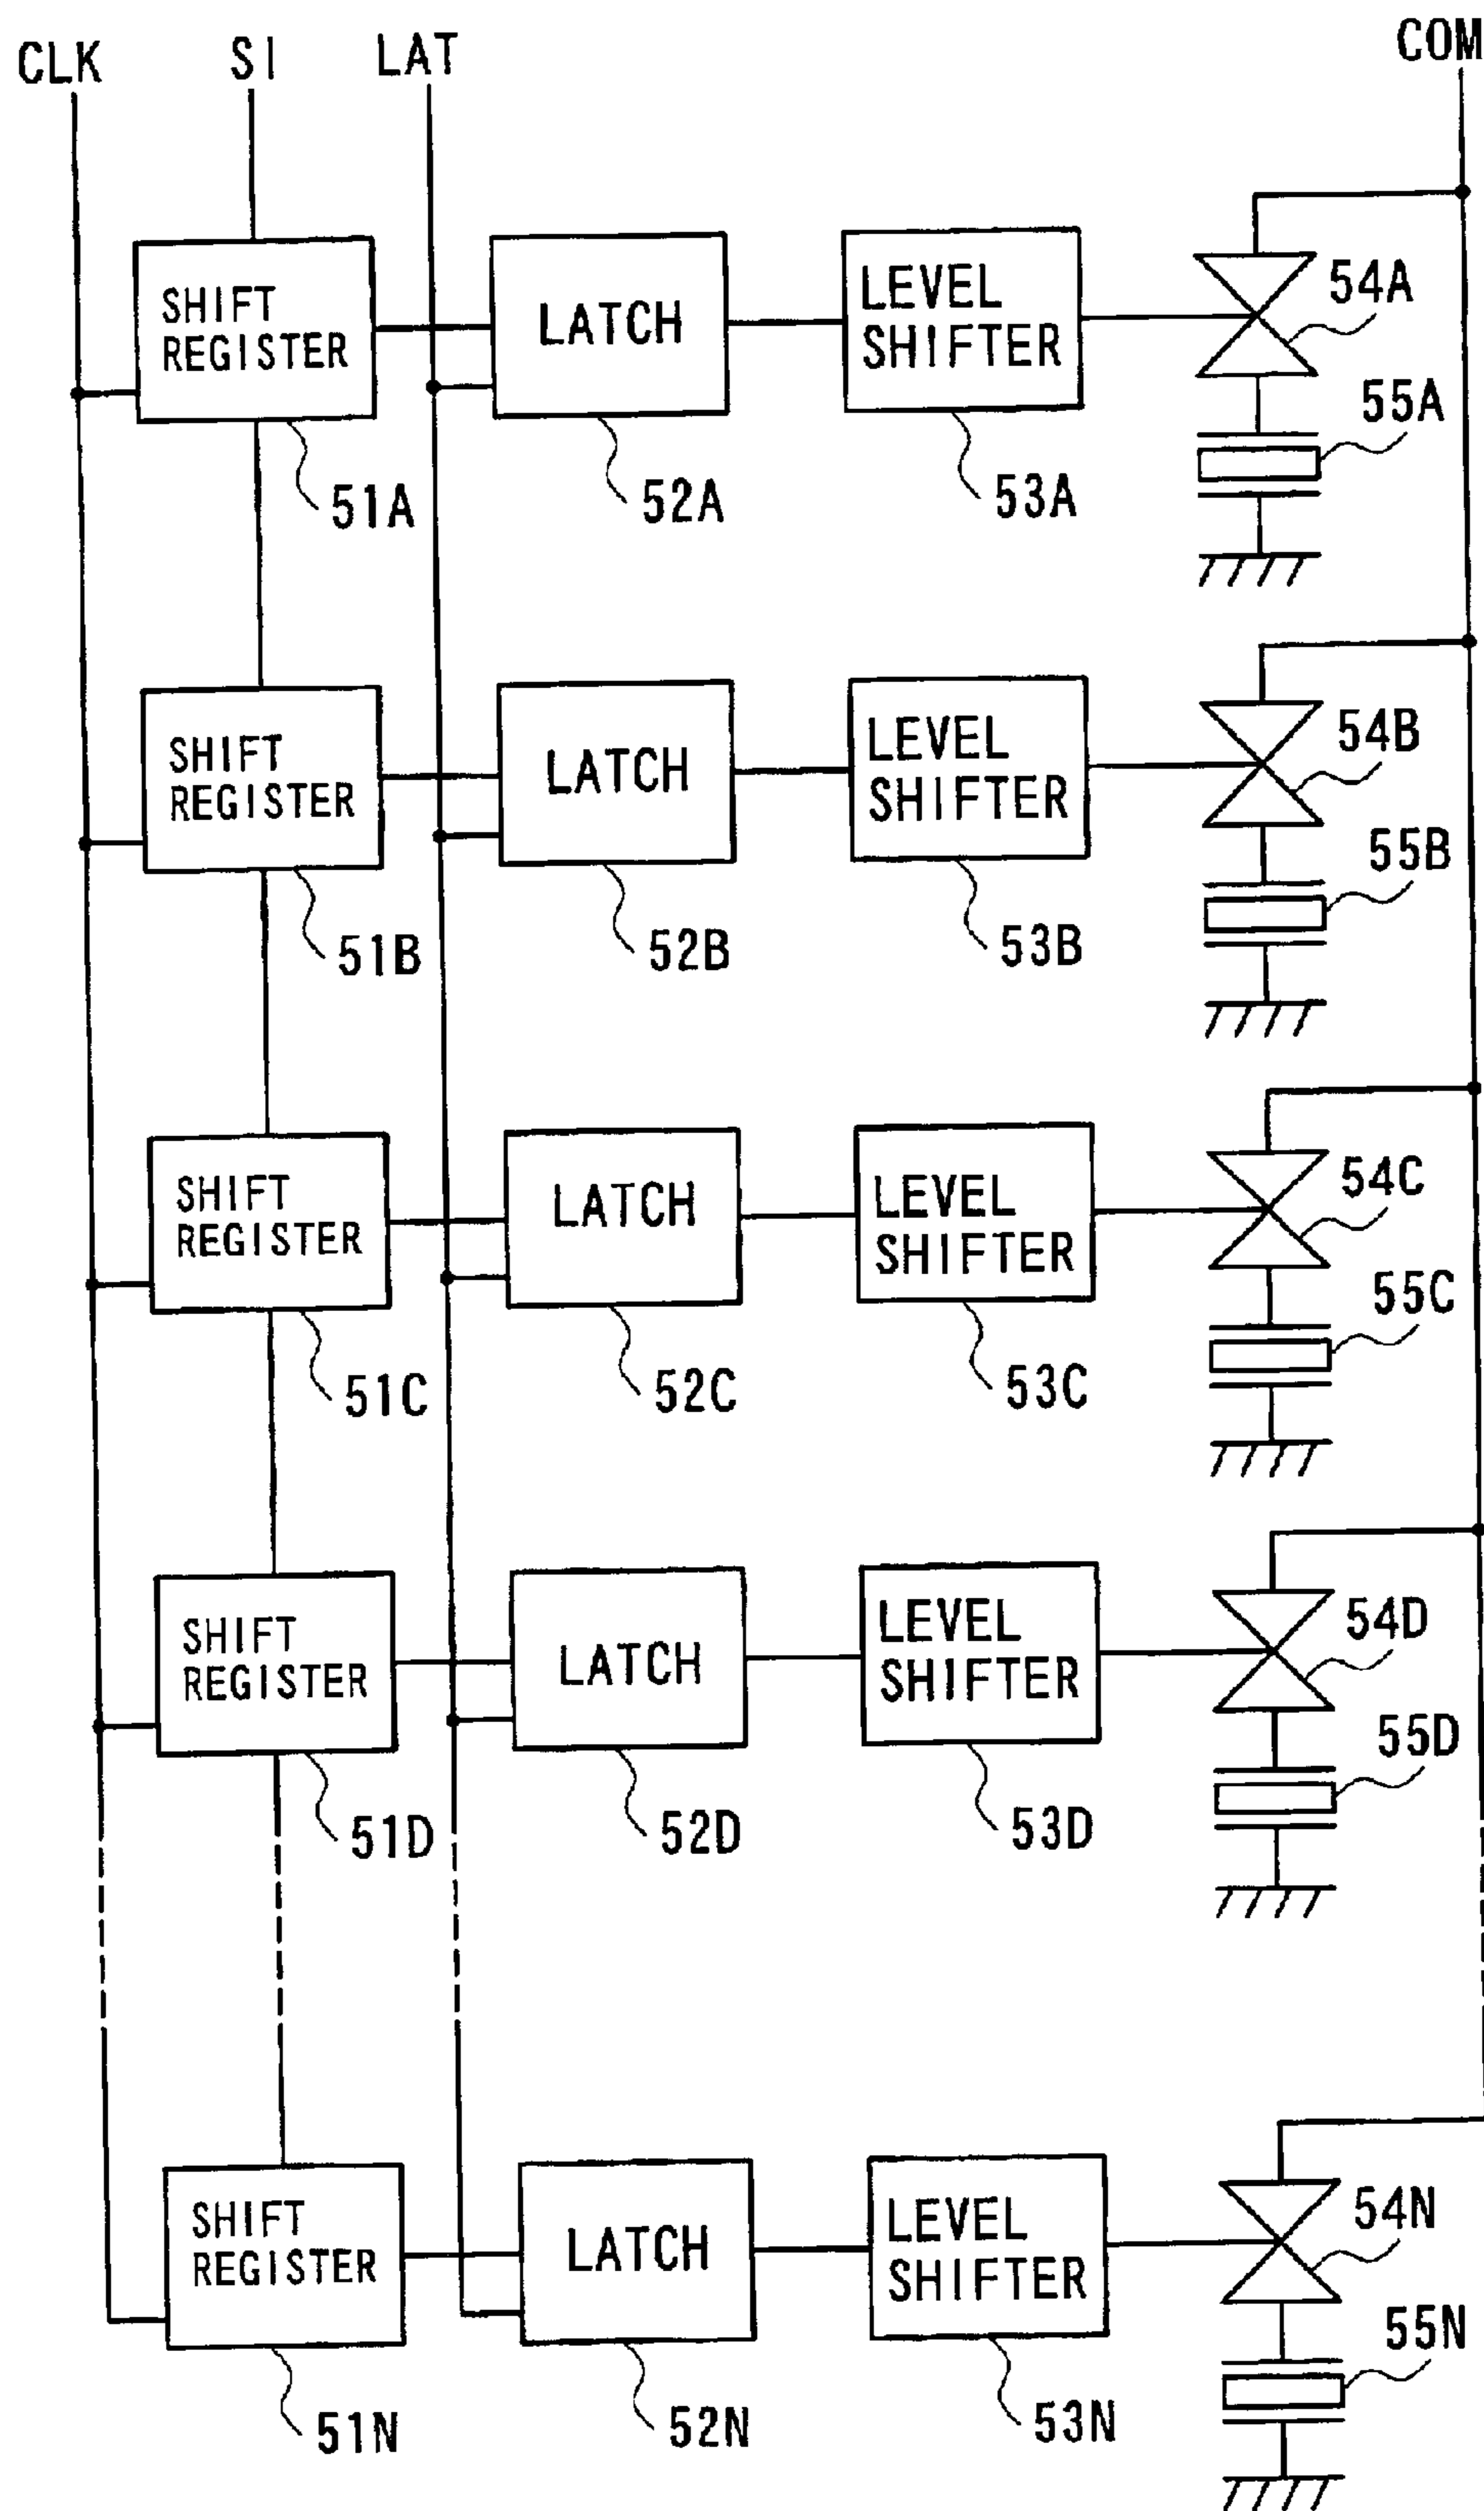 CLK
SI
LAT
COM
SHIFT
REGISTER
LATCH
LEVEL
SHIFTER
54A
55A
51A
52A
53A
SHIFT
REGISTER
LATCH
LEVEL
SHIFTER
54B
55B
51B
52B
53B
SHIFT
REGISTER
LATCH
LEVEL
SHIFTER
54C
55C
51C
52C
53C
SHIFT
REGISTER
LATCH
LEVEL
SHIFTER
54D
55D
51D
52D
53D
SHIFT
REGISTER
LATCH
LEVEL
SHIFTER
54N
55N
51N
52N
53N